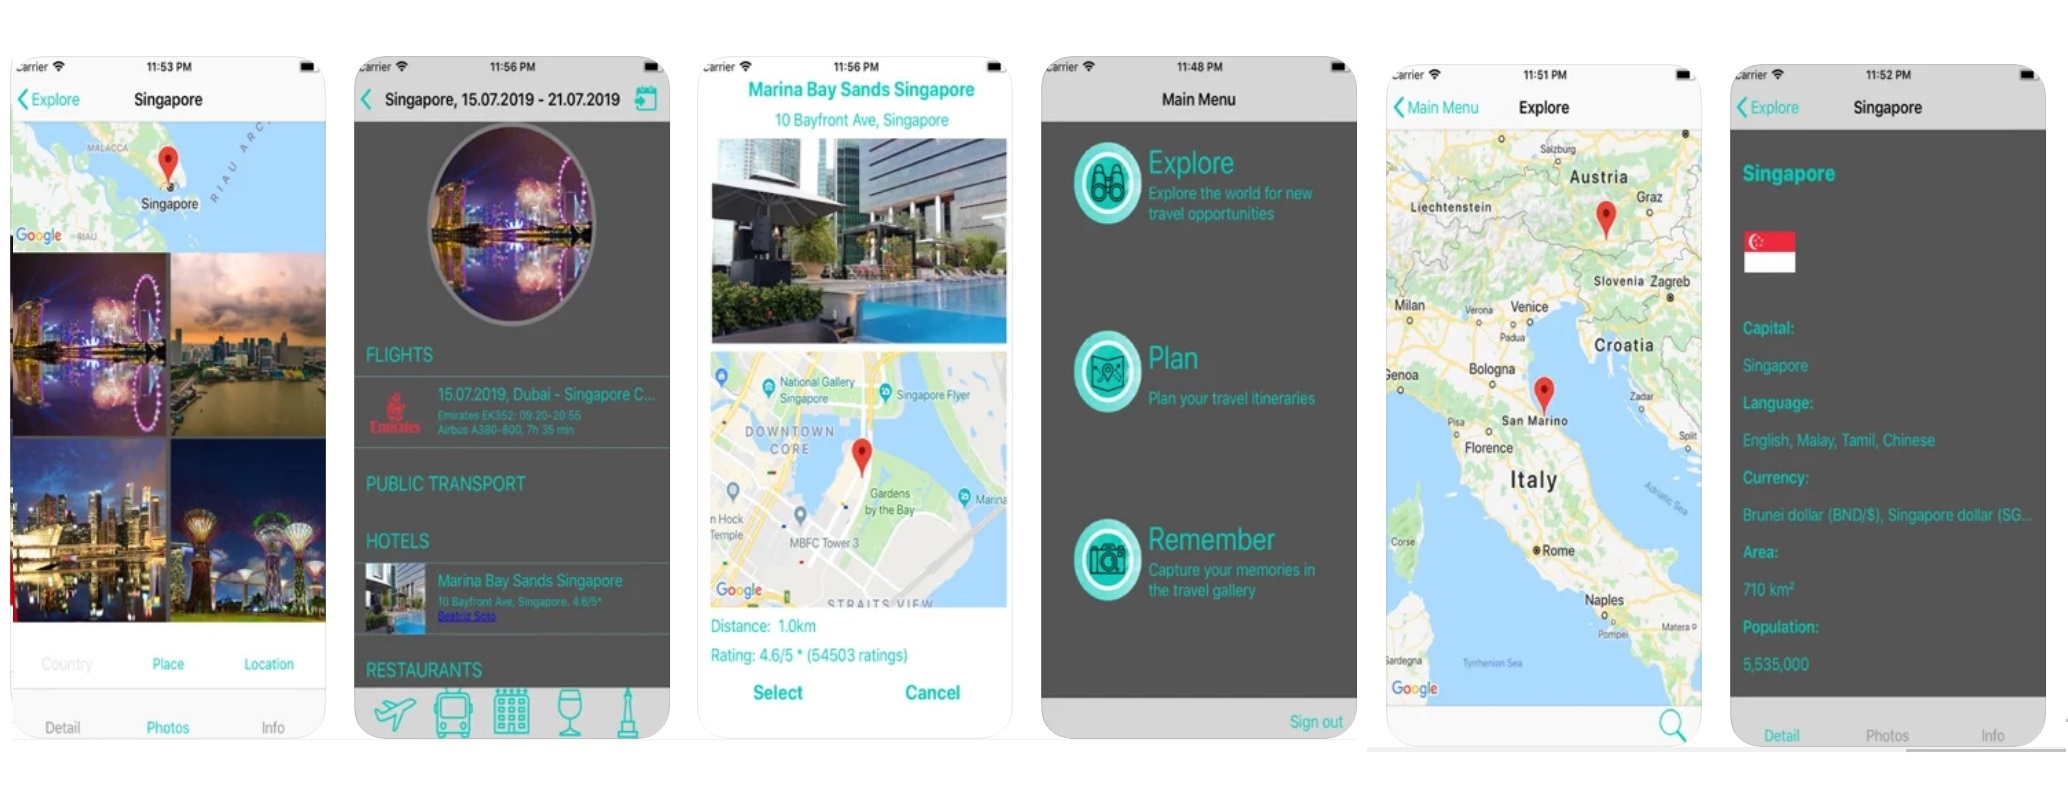 11:53 PM
Explore
Singapore
MALACCA
RIAU ARC
Singapore
Google
RIAU
Country
Place
Location
Detail
Photos
Info
11:56 PM
Singapore, 15.07.2019 - 21.07.2019
FLIGHTS
Emirates
15.07.2019, Dubai - Singapore C...
Emirates EK352: 09:20-20:55
Airbus A380-800, 7h 35 min
PUBLIC TRANSPORT
HOTELS
Marina Bay Sands Singapore
10 Bayfront Ave, Singapore. 4.6/5*
Beatriz Soto
RESTAURANTS
11:56 PM
Marina Bay Sands Singapore
10 Bayfront Ave, Singapore
National Gallery
Singapore
Singapore Flyer
DOWNTOWN
CORE
Gardens
by the Bay
Marina
n Hock
Temple
MBFC Tower 3
Google
STRAITS VIEW
Distance: 1.0km
Rating: 4.6/5 * (54503 ratings)
Select
Cancel
11:48 PM
Main Menu
Explore
Explore the world for new
travel opportunities
Plan
Plan your travel itineraries
Remember
Capture your memories in
the travel gallery
Sign out
11:51 PM
Main Menu
Explore
Salzburg
Austria
Graz
Liechtenstein
Slovenia
Zagreb
Milan
Verona
Venice
Padua
Croatia
Genoa
Bologna
Zadar
San Marino
Pisa
Florence
Split
Italy
Adriatic Sea
Corse
Rome
Naples
Pompei
Matera
Sardegna
Tyrrhenian Sea
Google
11:52 PM
Explore
Singapore
Singapore
Capital:
Singapore
Language:
English, Malay, Tamil, Chinese
Currency:
Brunei dollar (BND/$), Singapore dollar (SG...
Area:
710 km²
Population:
5,535,000
Detail
Photos
Info